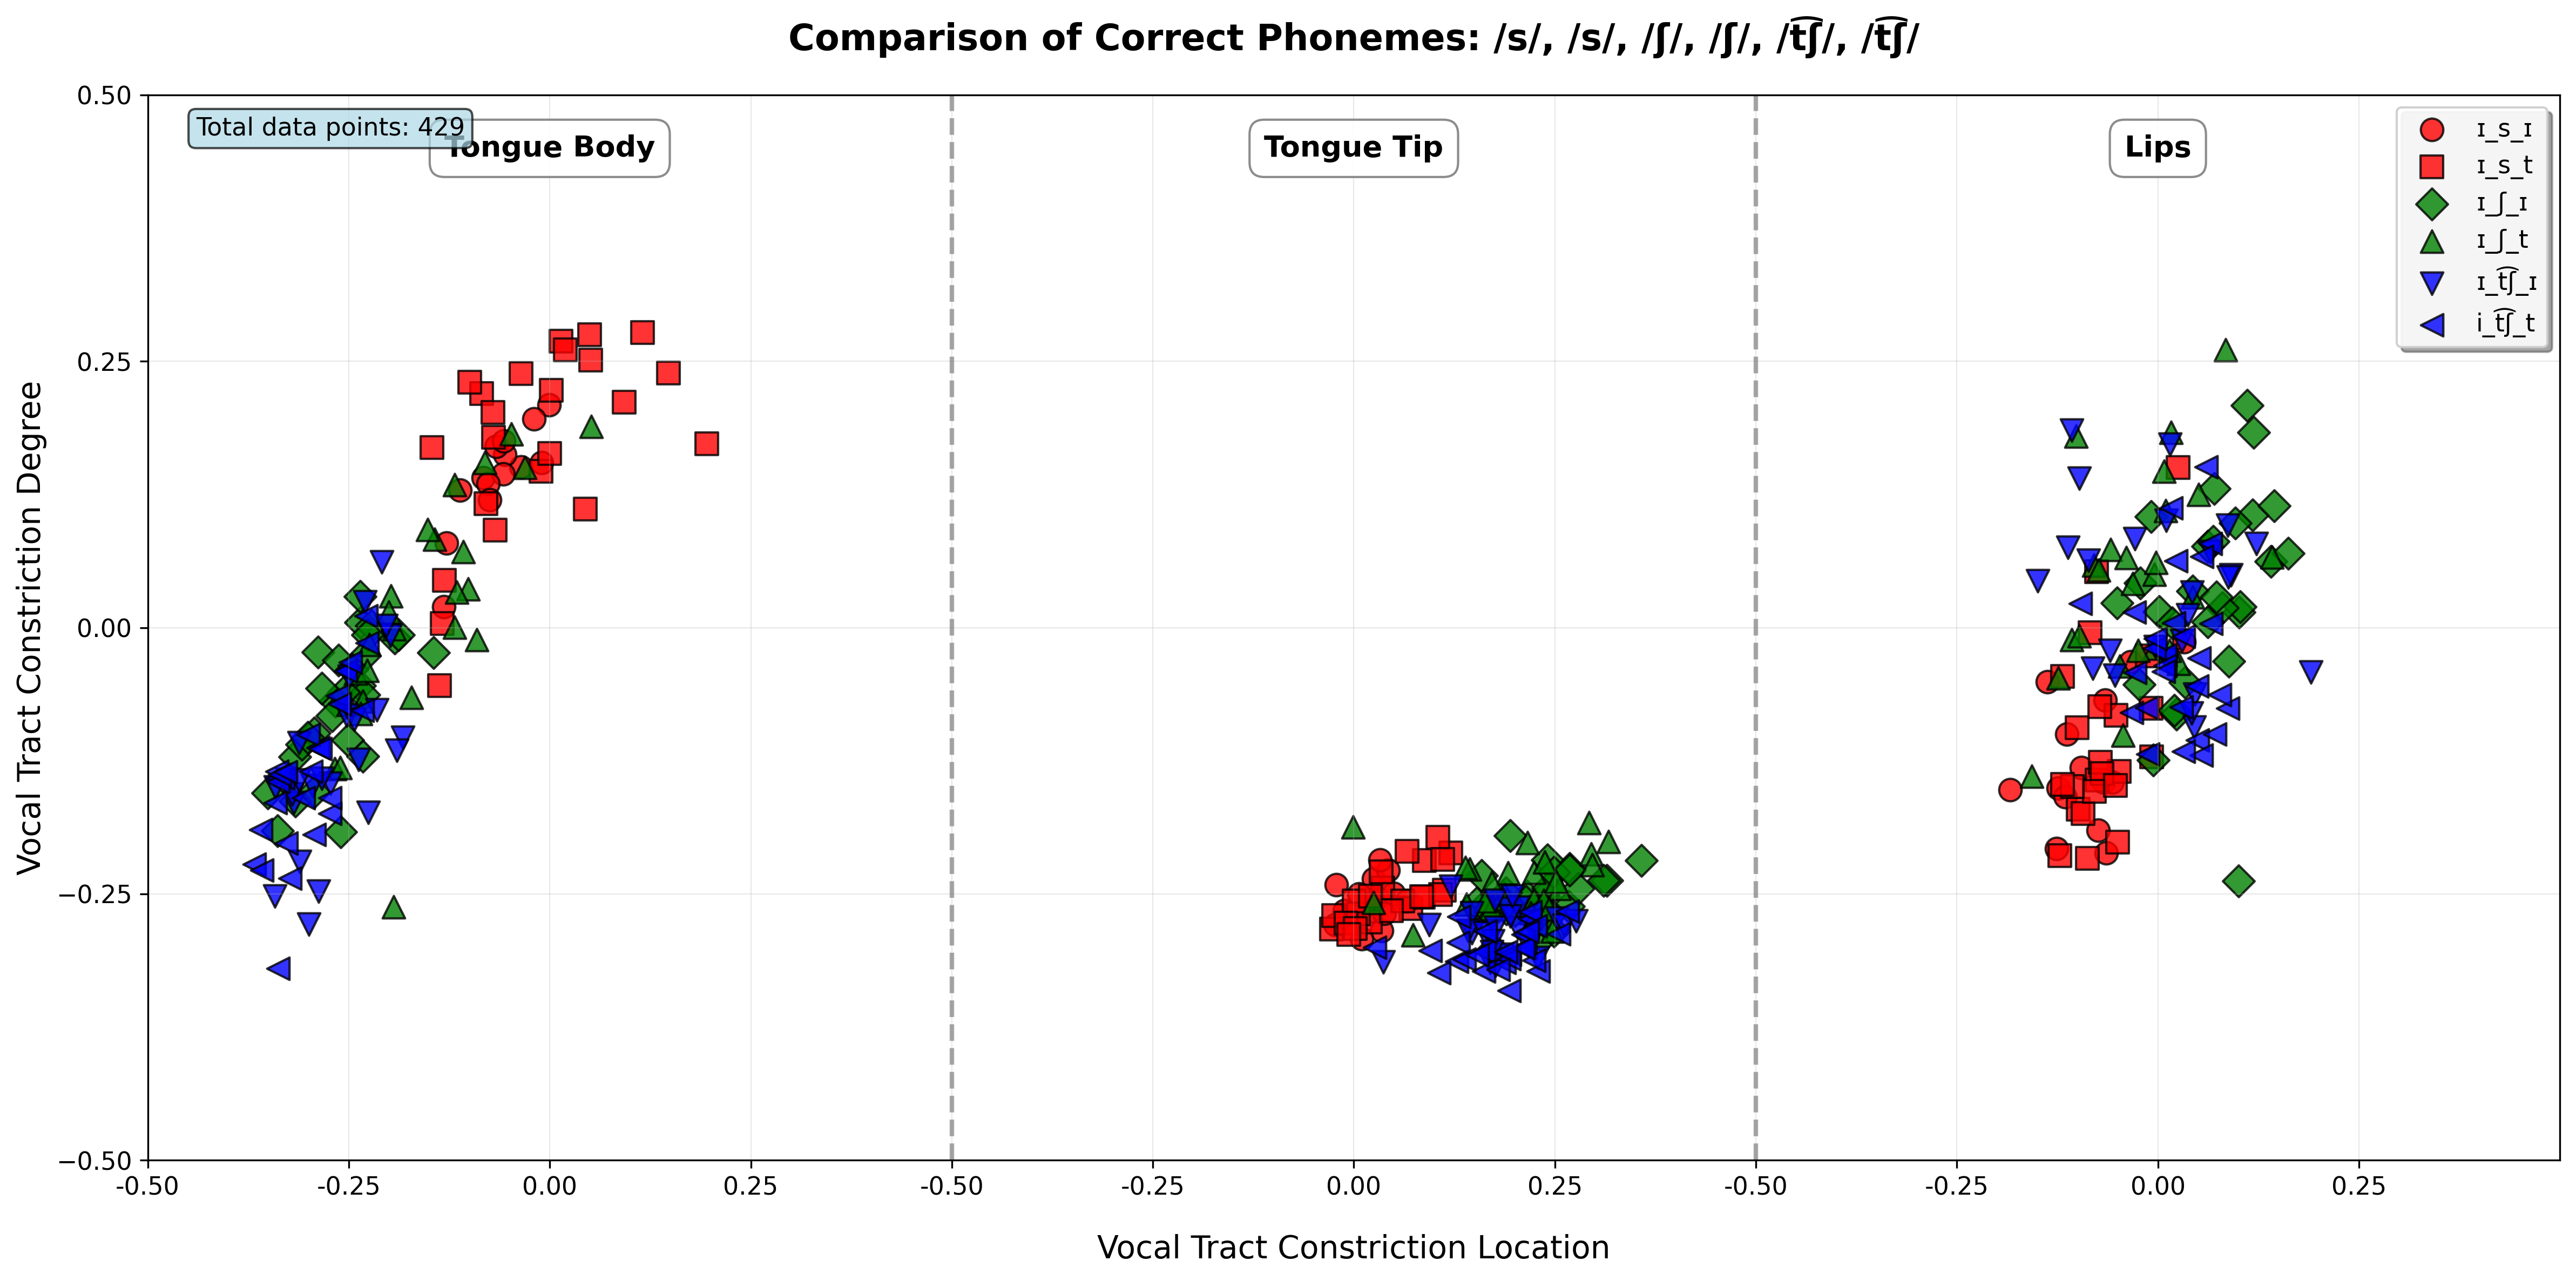 Comparison of Correct Phonemes: /s/, /s/, /ʃ/, /ʃ/, /t͡ʃ/, /t͡ʃ/
Total data points: 429
Tongue Body
Tongue Tip
Lips
ɪ_s_ɪ
ɪ_s_t
ɪ_ʃ_ɪ
ɪ_ʃ_t
ɪ_t͡ʃ_ɪ
i_t͡ʃ_t
Vocal Tract Constriction Degree
0.50
0.25
0.00
−0.25
−0.50
-0.50 -0.25 0.00 0.25 -0.50 -0.25 0.00 0.25 -0.50 -0.25 0.00 0.25
Vocal Tract Constriction Location